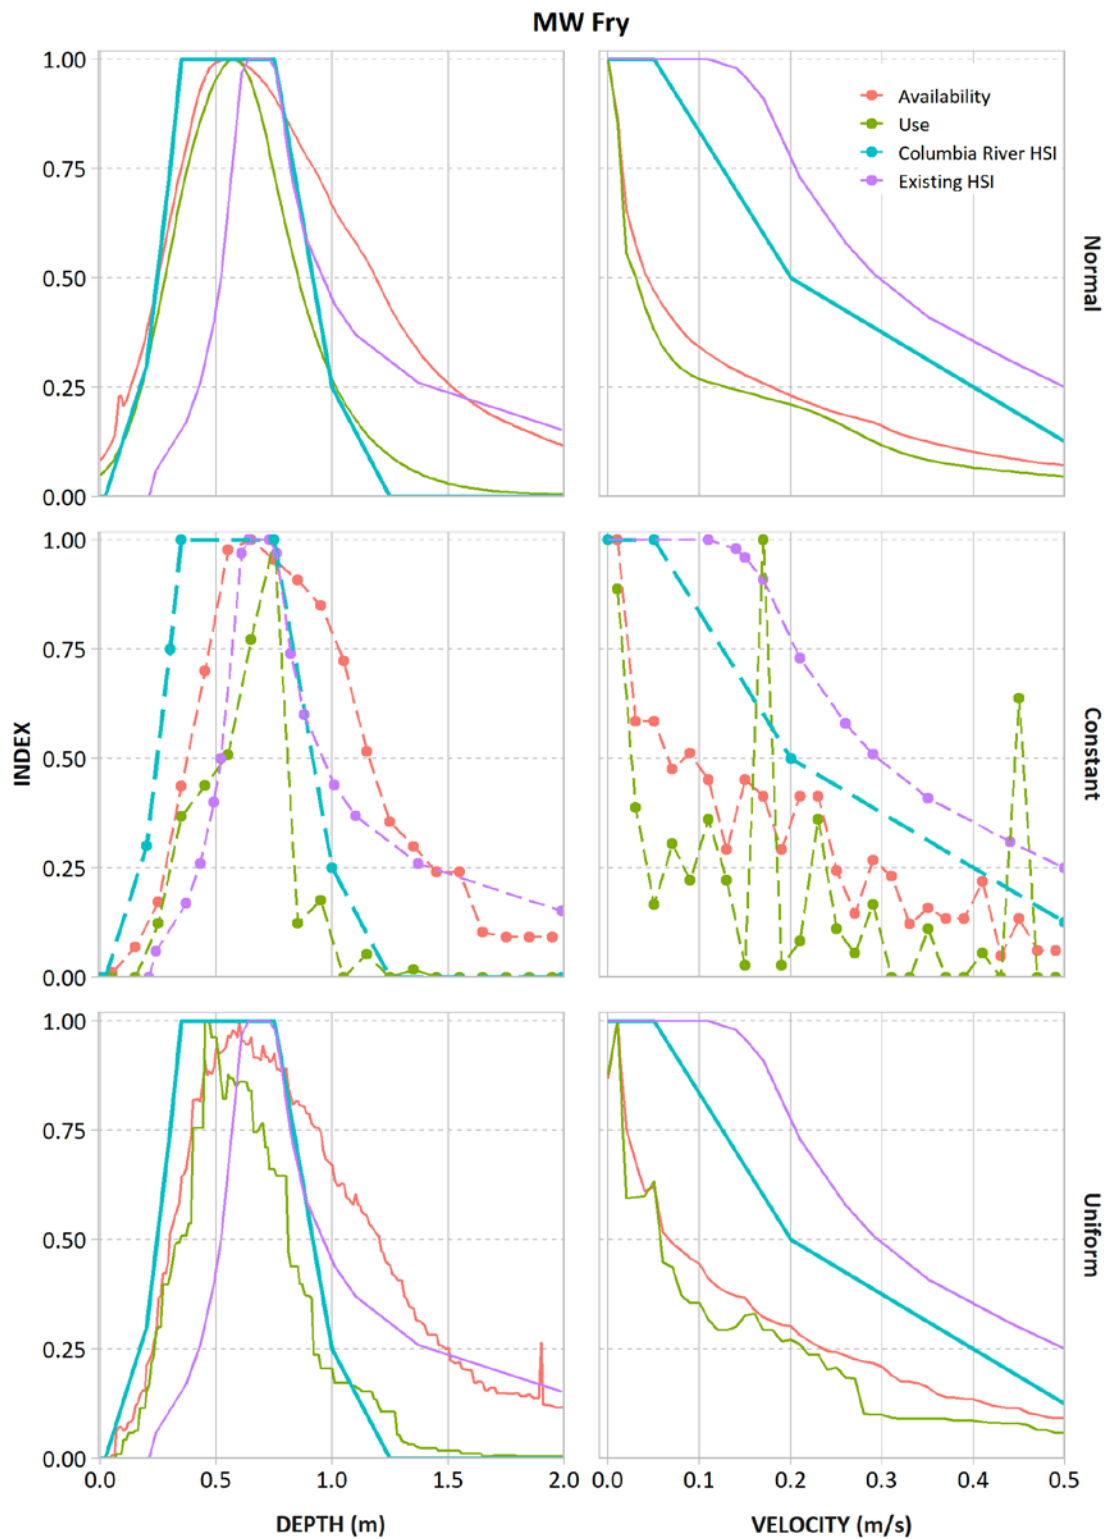 MW Fry
1.00
0.75
0.50
0.25
0.00
Availability
Use
Columbia River HSI
Existing HSI
Normal
1.00
0.75
0.50
0.25
0.00
INDEX
Constant
1.00
0.75
0.50
0.25
0.00
Uniform
0.0 0.5 1.0 1.5 2.0
0.0 0.1 0.2 0.3 0.4 0.5
DEPTH (m)
VELOCITY (m/s)